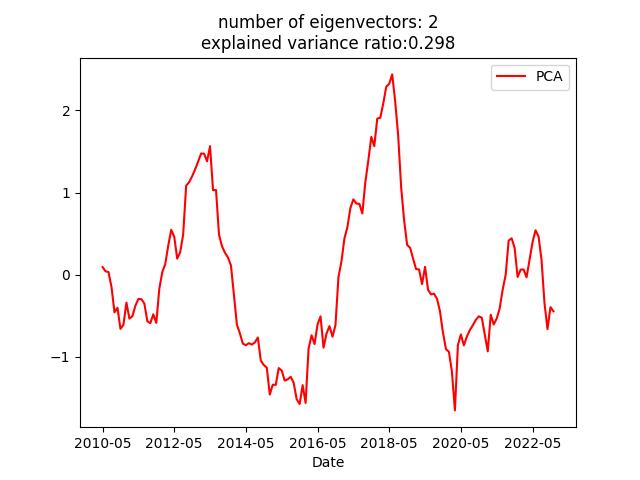 number of eigenvectors: 2
explained variance ratio:0.298
PCA
2
1
0
−1
2010-05 2012-05 2014-05 2016-05 2018-05 2020-05 2022-05
Date